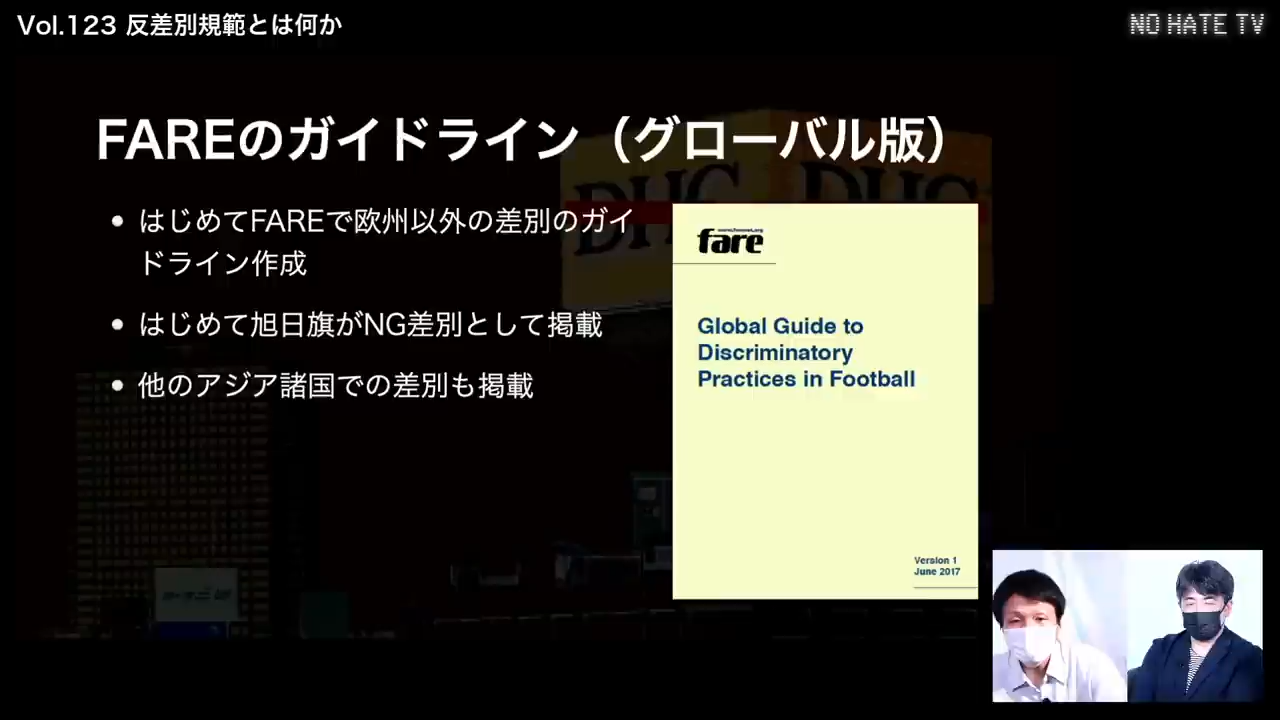 Vol.123 反差別規範とは何か
NO HATE TV
FAREのガイドライン（グローバル版）
• はじめてFAREで欧州以外の差別のガイ
ドライン作成
• はじめて旭日旗がNG差別として掲載
• 他のアジア諸国での差別も掲載
DHC DHC
fare
Global Guide to
Discriminatory
Practices in Football
Version 1
June 2017